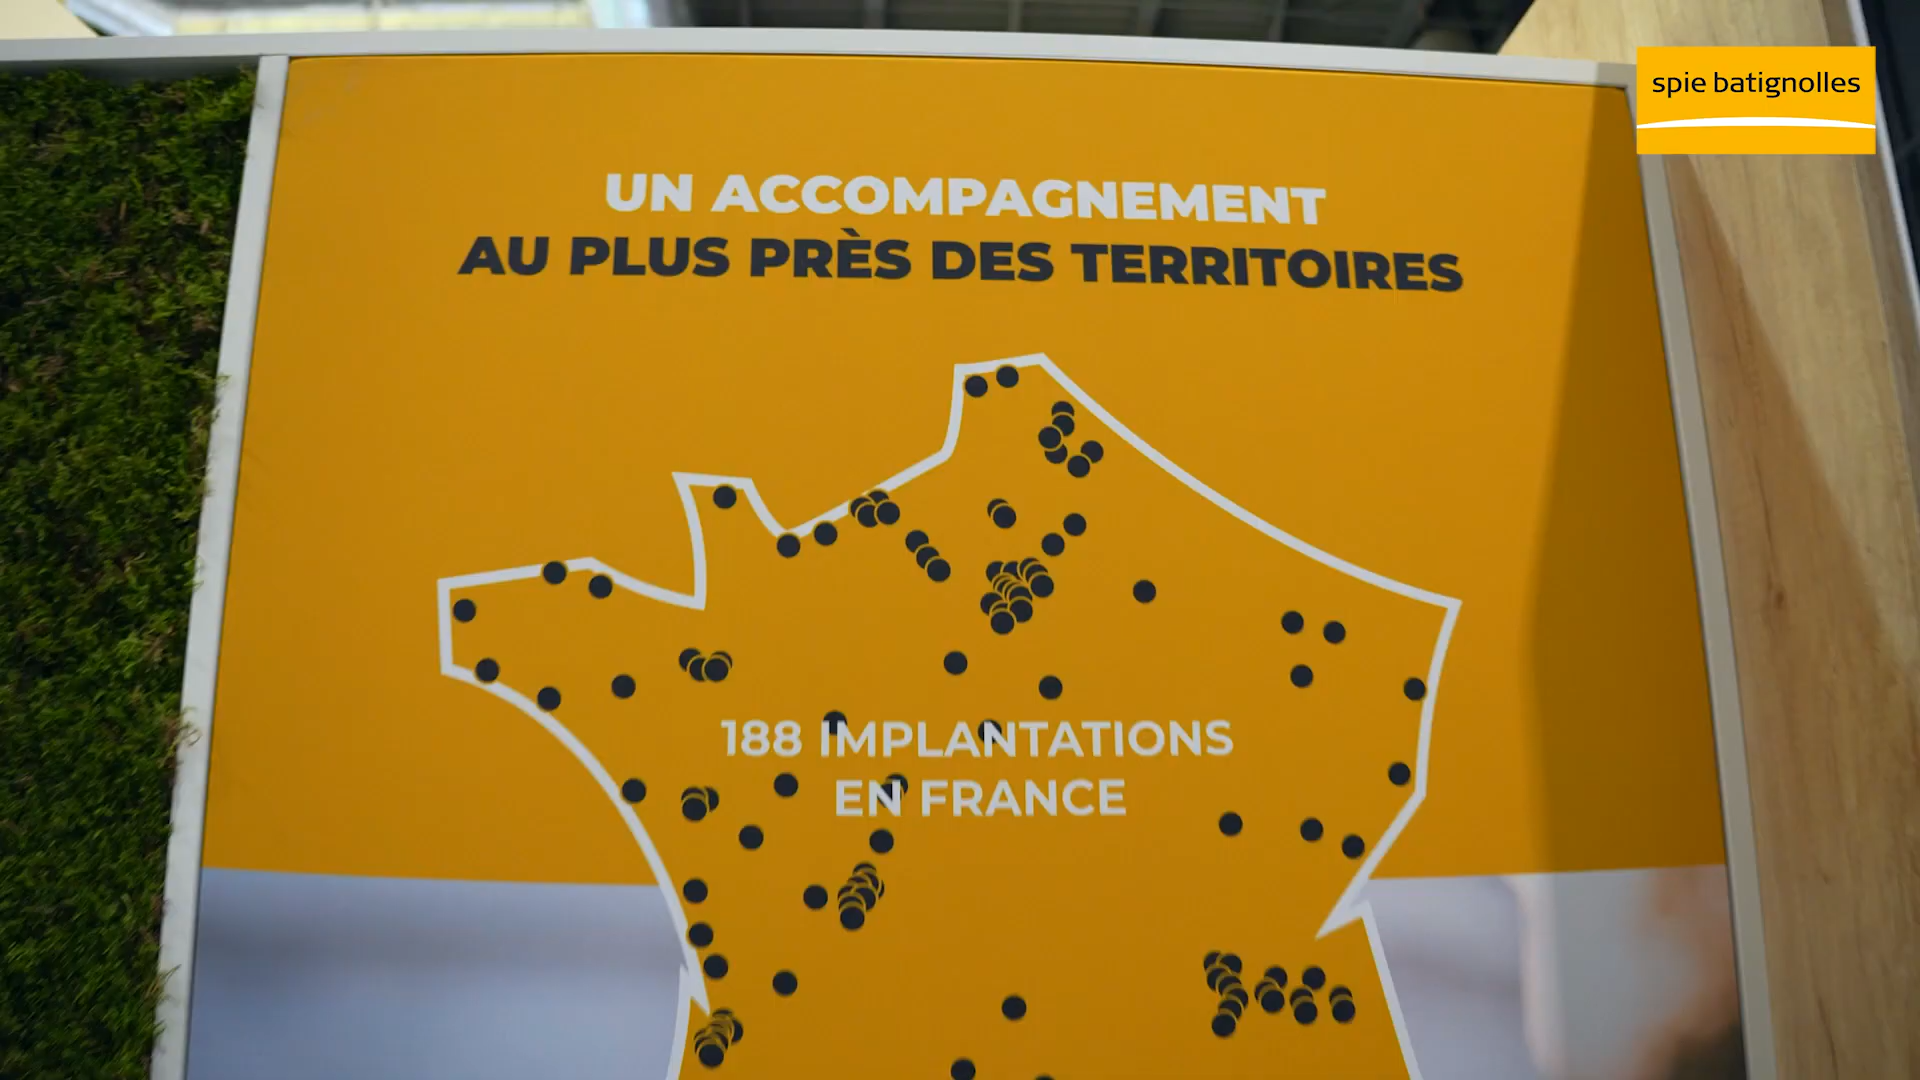 spie batignolles
UN ACCOMPAGNEMENT
AU PLUS PRÈS DES TERRITOIRES
188 IMPLANTATIONS
EN FRANCE